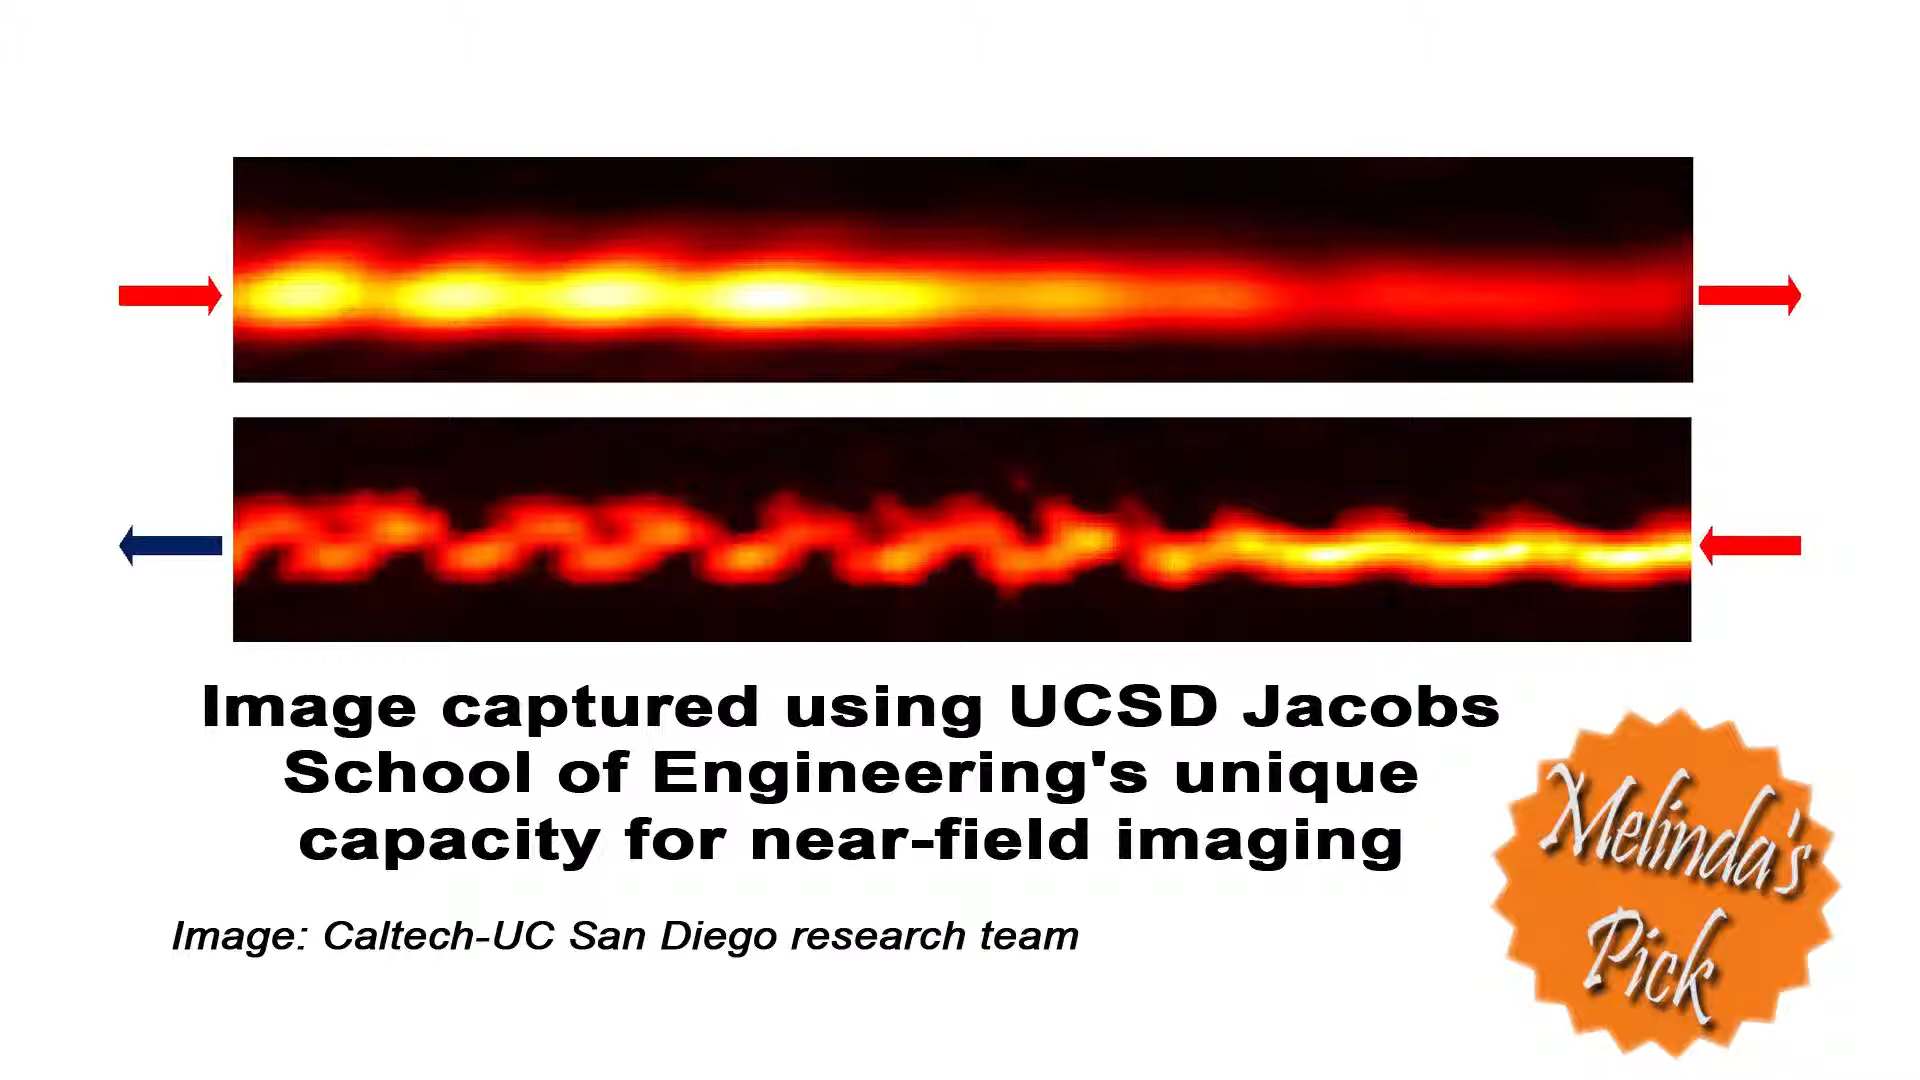 Image captured using UCSD Jacobs
School of Engineering's unique
capacity for near-field imaging
Image: Caltech-UC San Diego research team
Melinda's
Pick